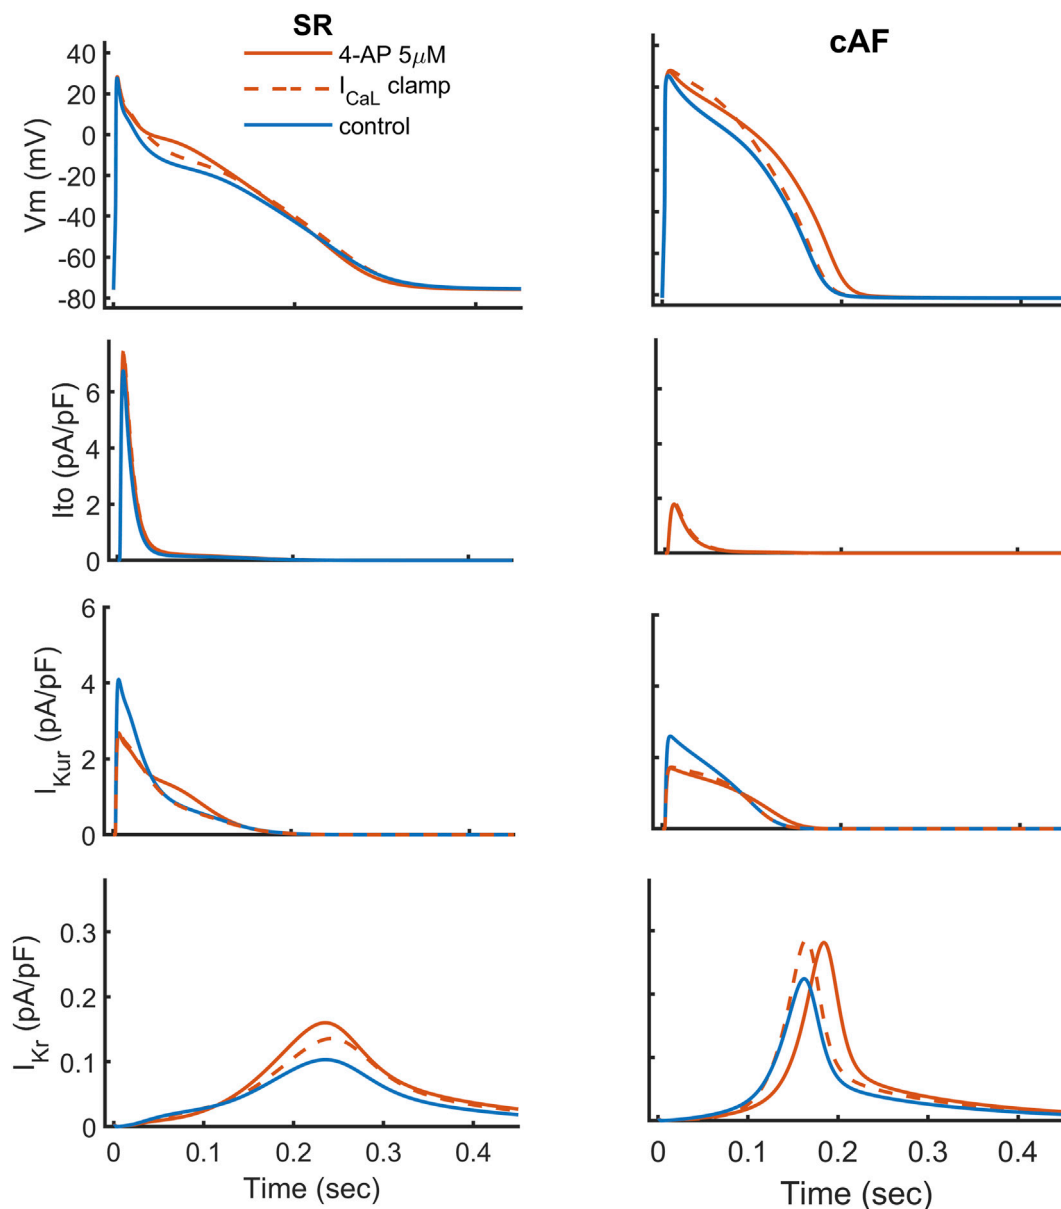 SR
cAF
4-AP 5μM
I_CaL clamp
control
Vm (mV)
40
20
0
-20
-40
-60
-80
Ito (pA/pF)
6
4
2
0
I_Kur (pA/pF)
6
4
2
0
I_Kr (pA/pF)
0.3
0.2
0.1
0
0 0.1 0.2 0.3 0.4
Time (sec)
0 0.1 0.2 0.3 0.4
Time (sec)